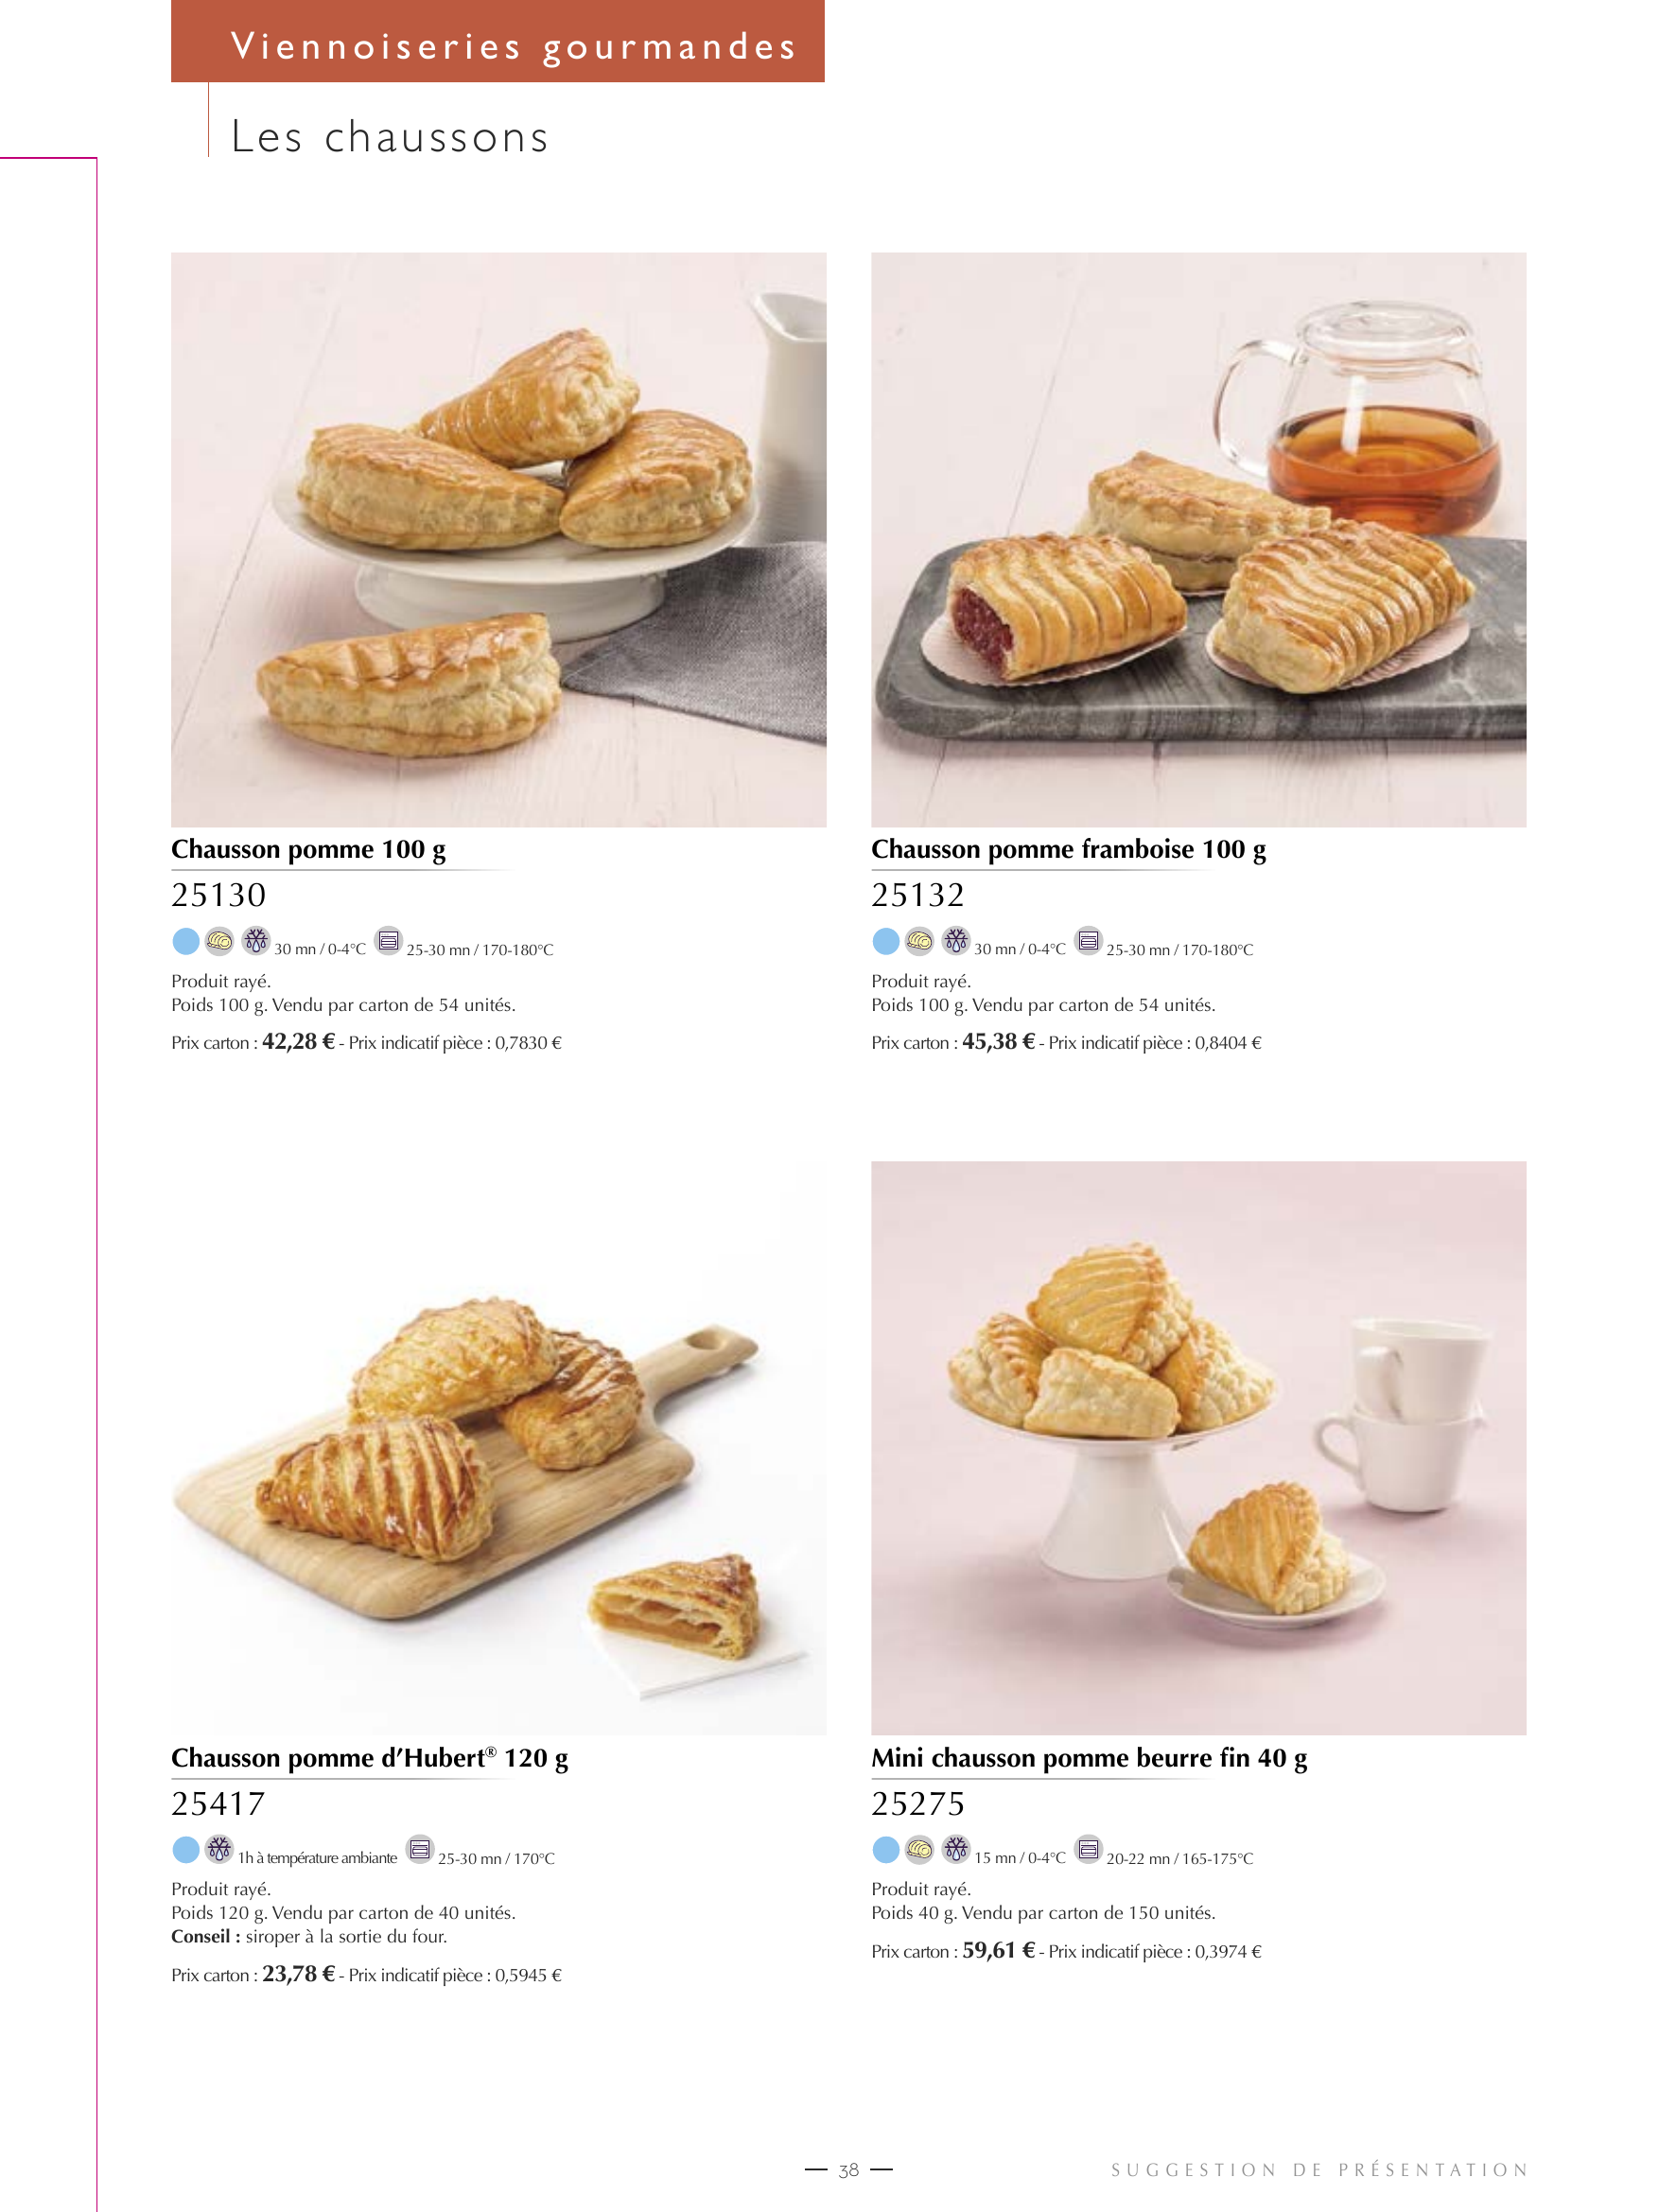 Viennoiseries gourmandes
Les chaussons
Chausson pomme 100 g
25130
30 mn / 0-4°C 25-30 mn / 170-180°C
Produit rayé.
Poids 100 g. Vendu par carton de 54 unités.
Prix carton : 42,28 € - Prix indicatif pièce : 0,7830 €
Chausson pomme framboise 100 g
25132
30 mn / 0-4°C 25-30 mn / 170-180°C
Produit rayé.
Poids 100 g. Vendu par carton de 54 unités.
Prix carton : 45,38 € - Prix indicatif pièce : 0,8404 €
Chausson pomme d’Hubert® 120 g
25417
1h à température ambiante 25-30 mn / 170°C
Produit rayé.
Poids 120 g. Vendu par carton de 40 unités.
Conseil : siroper à la sortie du four.
Prix carton : 23,78 € - Prix indicatif pièce : 0,5945 €
Mini chausson pomme beurre fin 40 g
25275
15 mn / 0-4°C 20-22 mn / 165-175°C
Produit rayé.
Poids 40 g. Vendu par carton de 150 unités.
Prix carton : 59,61 € - Prix indicatif pièce : 0,3974 €
— 38 —
SUGGESTION DE PRÉSENTATION